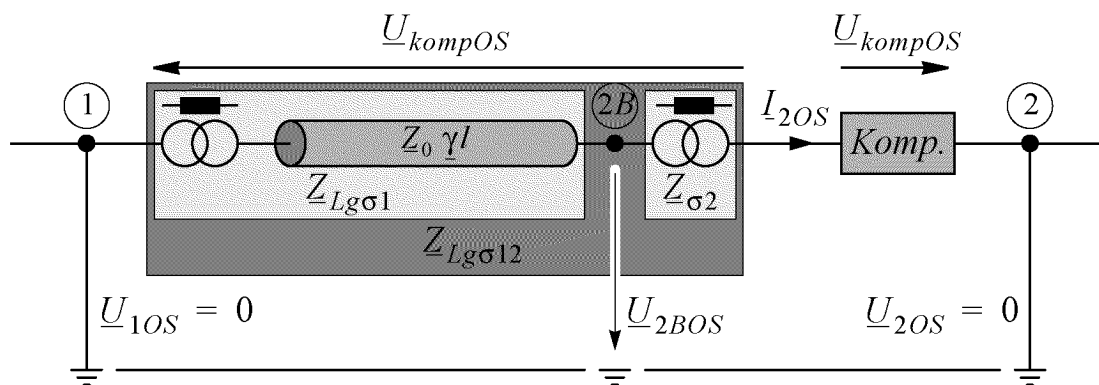 U_kompOS U_kompOS
1 2B I_2OS 2
Z_0 γl Komp.
Z_Lgσ1 Z_σ2
Z_Lgσ12
U_1OS = 0 U_2BOS U_2OS = 0